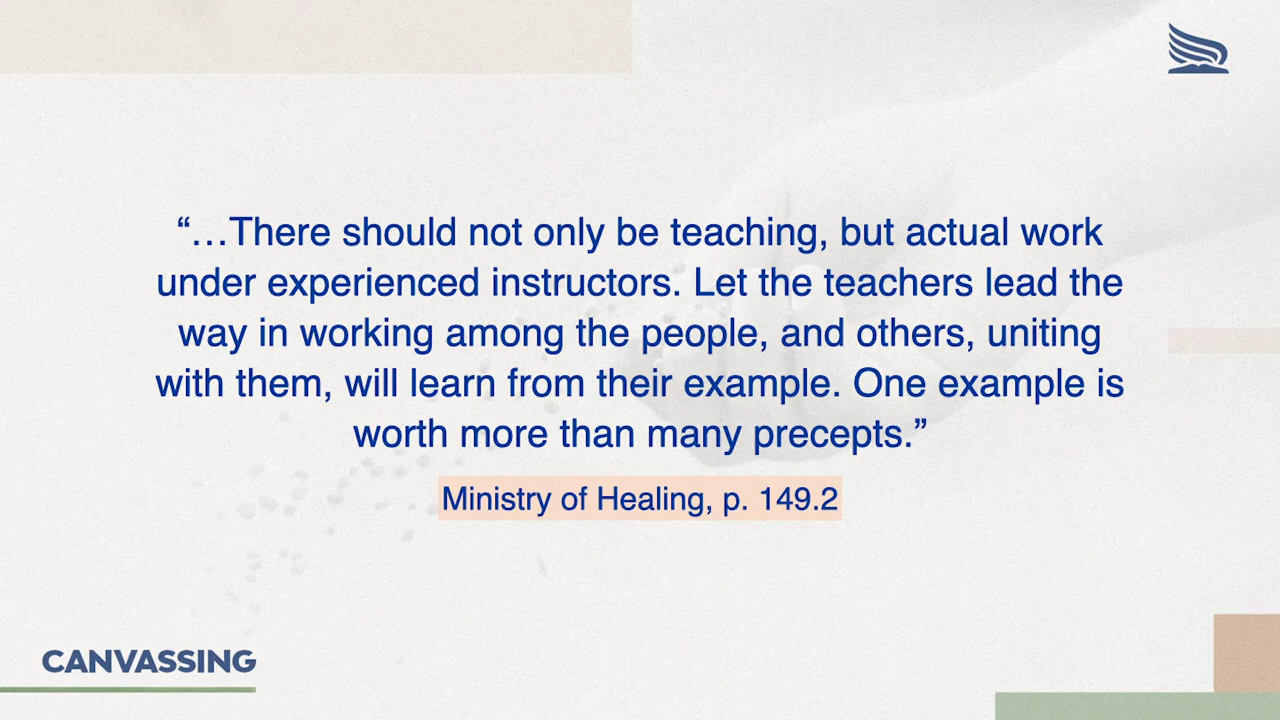 “…There should not only be teaching, but actual work
under experienced instructors. Let the teachers lead the
way in working among the people, and others, uniting
with them, will learn from their example. One example is
worth more than many precepts.”
Ministry of Healing, p. 149.2
CANVASSING